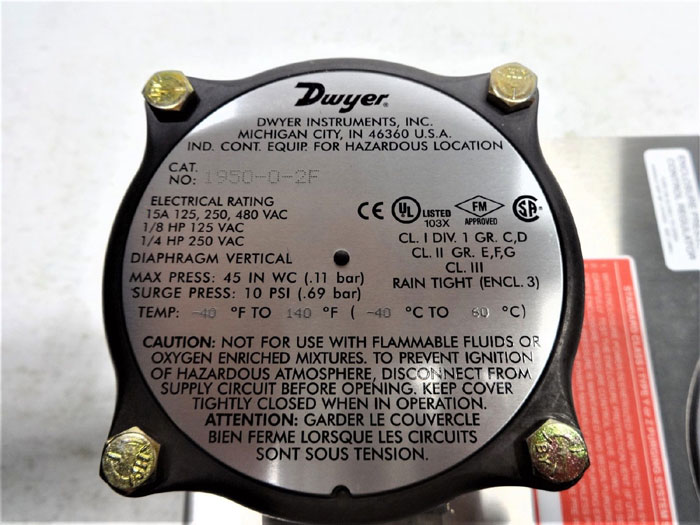 Dwyer®
DWYER INSTRUMENTS, INC.
MICHIGAN CITY, IN 46360 U.S.A.
IND. CONT. EQUIP. FOR HAZARDOUS LOCATION
CAT.
NO: 1950-0-2F
ELECTRICAL RATING
15A 125, 250, 480 VAC
1/8 HP 125 VAC
1/4 HP 250 VAC
DIAPHRAGM VERTICAL
MAX PRESS: 45 IN WC (.11 bar)
SURGE PRESS: 10 PSI (.69 bar)
CE UL LISTED 103X FM APPROVED SA
CL. I DIV. 1 GR. C,D
CL. II GR. E,F,G
CL. III
RAIN TIGHT (ENCL. 3)
TEMP: -40 °F TO 140 °F ( -40 °C TO 60 °C)
CAUTION: NOT FOR USE WITH FLAMMABLE FLUIDS OR
OXYGEN ENRICHED MIXTURES. TO PREVENT IGNITION
OF HAZARDOUS ATMOSPHERE, DISCONNECT FROM
SUPPLY CIRCUIT BEFORE OPENING. KEEP COVER
TIGHTLY CLOSED WHEN IN OPERATION.
ATTENTION: GARDER LE COUVERCLE
BIEN FERME LORSQUE LES CIRCUITS
SONT SOUS TENSION.